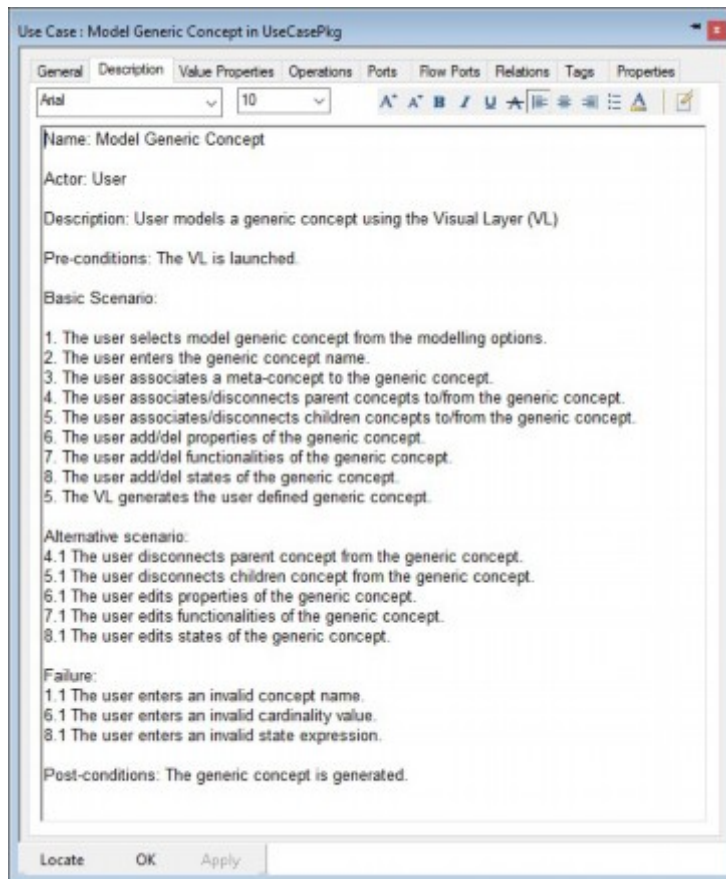 Use Case : Model Generic Concept in UseCasePkg
General Description Value Properties Operations Ports Flow Ports Relations Tags Properties
Arial 10 A+ A- B I U A A
Name: Model Generic Concept
Actor: User
Description: User models a generic concept using the Visual Layer (VL)
Pre-conditions: The VL is launched.
Basic Scenario:
1. The user selects model generic concept from the modelling options.
2. The user enters the generic concept name.
3. The user associates a meta-concept to the generic concept.
4. The user associates/disconnects parent concepts to/from the generic concept.
5. The user associates/disconnects children concepts to/from the generic concept.
6. The user add/del properties of the generic concept.
7. The user add/del functionalities of the generic concept.
8. The user add/del states of the generic concept.
5. The VL generates the user defined generic concept.
Alternative scenario:
4.1 The user disconnects parent concept from the generic concept.
5.1 The user disconnects children concept from the generic concept.
6.1 The user edits properties of the generic concept.
7.1 The user edits functionalities of the generic concept.
8.1 The user edits states of the generic concept.
Failure:
1.1 The user enters an invalid concept name.
6.1 The user enters an invalid cardinality value.
8.1 The user enters an invalid state expression.
Post-conditions: The generic concept is generated.
Locate OK Apply